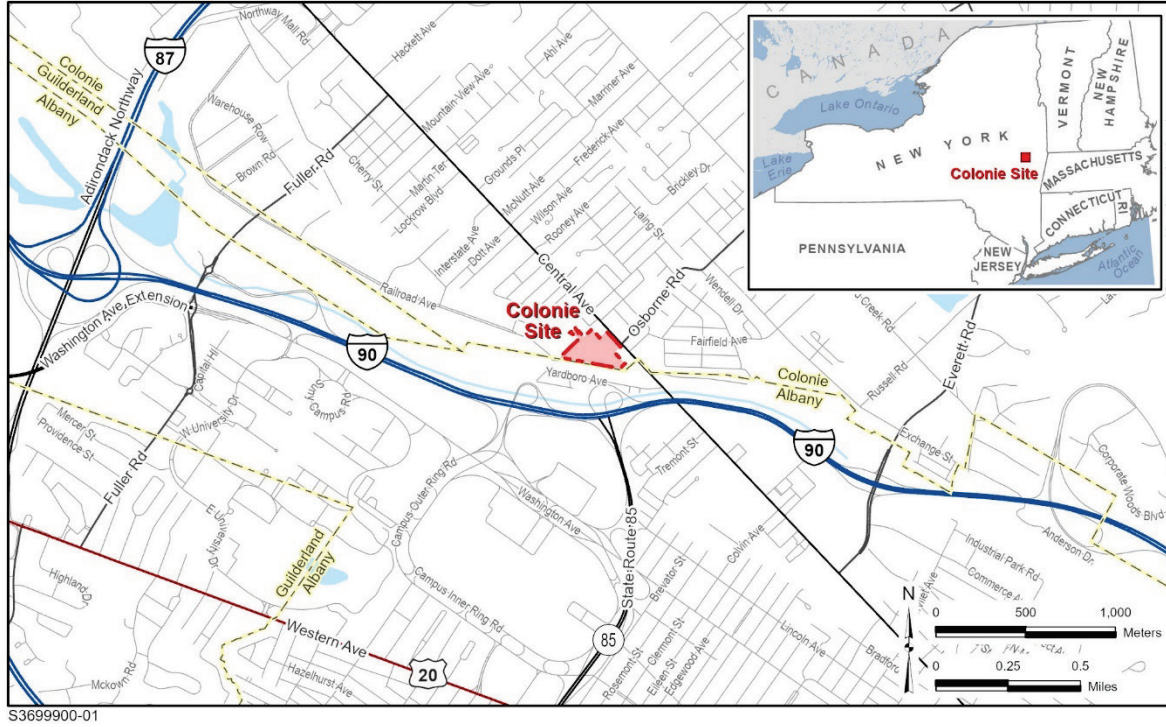 Northway Mall Rd
Hackett Ave
Ahl Ave
Marriner Ave
87
Colonie
Guilderland
Albany
Adirondack Northway
Warehouse Row
Brown Rd
Fuller Rd
Mountain View Ave
Frederick Ave
Grounds Pl
Cherry St
Martin Ter
Lockrow Blvd
McNutt Ave
Wilson Ave
Rooney Ave
Brickley Dr
Laing St
Interstate Ave
Dott Ave
Central Ave
Osborne Rd
Wendell Dr
Railroad Ave
Colonie
Site
Fairfield Ave
Yardboro Ave
Washington Ave Extension
90
Colonie
Albany
Creek Rd
Russell Rd
Everett Rd
Capital Hl
Suny
Campus Rd
Mercer St
Providence St
W University Dr
Fuller Rd
E University Dr
Campus Outer Ring Rd
Washington Ave
Tremont St
90
Exchange St
Corporate Woods Blvd
Anderson Dr
Industrial Park Rd
Commerce A
Colvin Ave
Brevator St
State Route 85
85
Guilderland
Albany
Highland Dr
Campus Inner Ring Rd
Western Ave
20
Mckown Rd
Hazelhurst Ave
Rosemont St
Eileen St
Clermont St
Edgewood Ave
Lincoln Ave
Bradford
CANADA
Lake Ontario
Lake
Erie
NEW YORK
VERMONT
NEW
HAMPSHIRE
MASSACHUSETTS
CONNECTICUT
RI
Colonie Site
PENNSYLVANIA
NEW
JERSEY
Atlantic
Ocean
N
0 500 1,000
Meters
0 0.25 0.5
Miles
S3699900-01